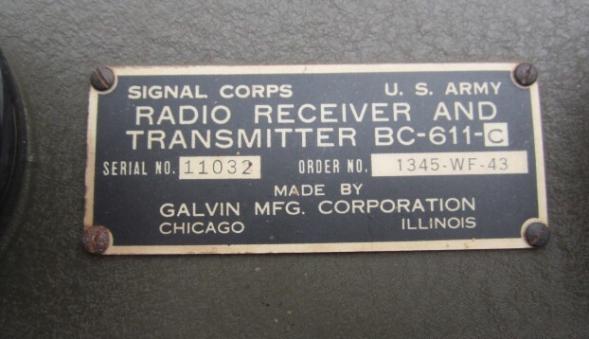 SIGNAL CORPS U. S. ARMY
RADIO RECEIVER AND
TRANSMITTER BC-611-C
SERIAL NO. 11032 ORDER NO. 1345-WF-43
MADE BY
GALVIN MFG. CORPORATION
CHICAGO ILLINOIS